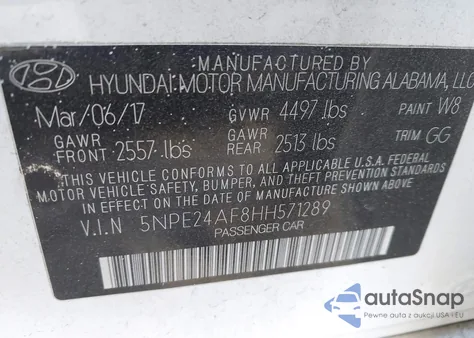 MANUFACTURED BY
HYUNDAI MOTOR MANUFACTURING ALABAMA, LLC
Mar/06/17 GVWR 4497 lbs PAINT W8
GAWR FRONT 2557 lbs GAWR REAR 2513 lbs TRIM GG
THIS VEHICLE CONFORMS TO ALL APPLICABLE U.S.A. FEDERAL
MOTOR VEHICLE SAFETY, BUMPER, AND THEFT PREVENTION
STANDARDS IN EFFECT ON THE DATE OF MANUFACTURE SHOWN
ABOVE.
V.I.N 5NPE24AF8HH571289
PASSENGER CAR
autoSnap
Pewne auta z aukcji USA i EU